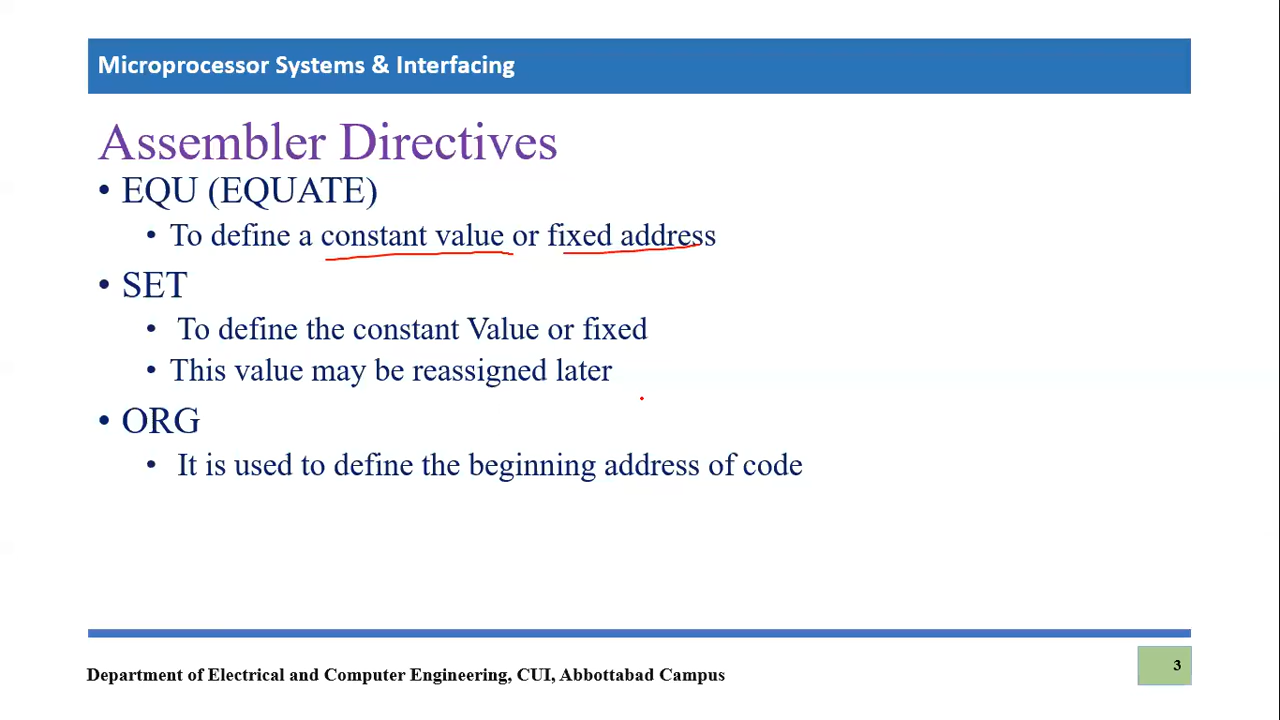 Microprocessor Systems & Interfacing
Assembler Directives
• EQU (EQUATE)
• To define a constant value or fixed address
• SET
• To define the constant Value or fixed
• This value may be reassigned later
• ORG
• It is used to define the beginning address of code
Department of Electrical and Computer Engineering, CUI, Abbottabad Campus
3